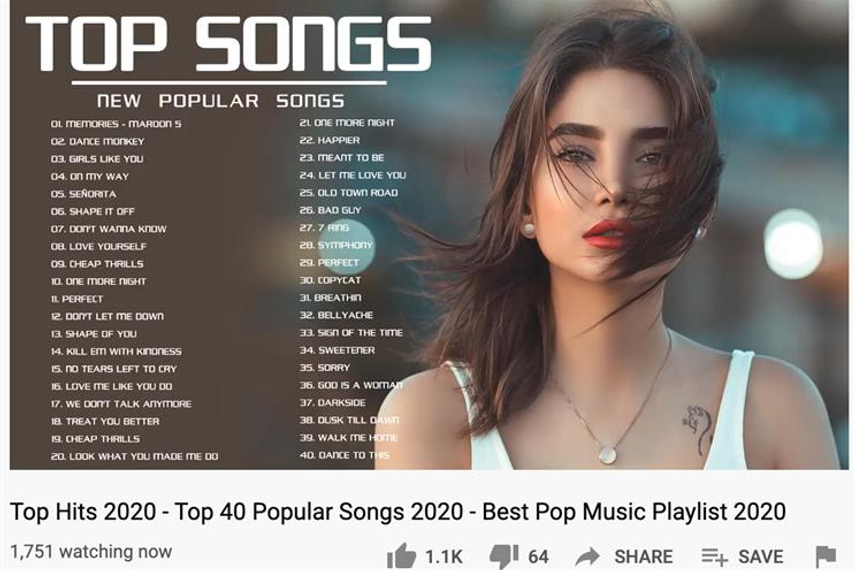 TOP SONGS
NEW POPULAR SONGS
01. MEMORIES - MAROON 5
02. DANCE MONKEY
03. GIRLS LIKE YOU
04. ON MY WAY
05. SEÑORITA
06. SHAPE IT OFF
07. DON'T WANNA KNOW
08. LOVE YOURSELF
09. CHEAP THRILLS
10. ONE MORE NIGHT
11. PERFECT
12. DON'T LET ME DOWN
13. SHAPE OF YOU
14. KILL EM WITH KINDNESS
15. NO TEARS LEFT TO CRY
16. LOVE ME LIKE YOU DO
17. WE DON'T TALK ANYMORE
18. TREAT YOU BETTER
19. CHEAP THRILLS
20. LOOK WHAT YOU MADE ME DO
21. ONE MORE NIGHT
22. HAPPIER
23. MEANT TO BE
24. LET ME LOVE YOU
25. OLD TOWN ROAD
26. BAD GUY
27. 7 RING
28. SYMPHONY
29. PERFECT
30. COPYCAT
31. BREATHIN
32. BELLYACHE
33. SIGN OF THE TIME
34. SWEETENER
35. SORRY
36. GOD IS A WOMAN
37. DARKSIDE
38. DUSK TILL DAWN
39. WALK ME HOME
40. DANCE TO THIS
Top Hits 2020 - Top 40 Popular Songs 2020 - Best Pop Music Playlist 2020
1,751 watching now
1.1K 64 SHARE SAVE